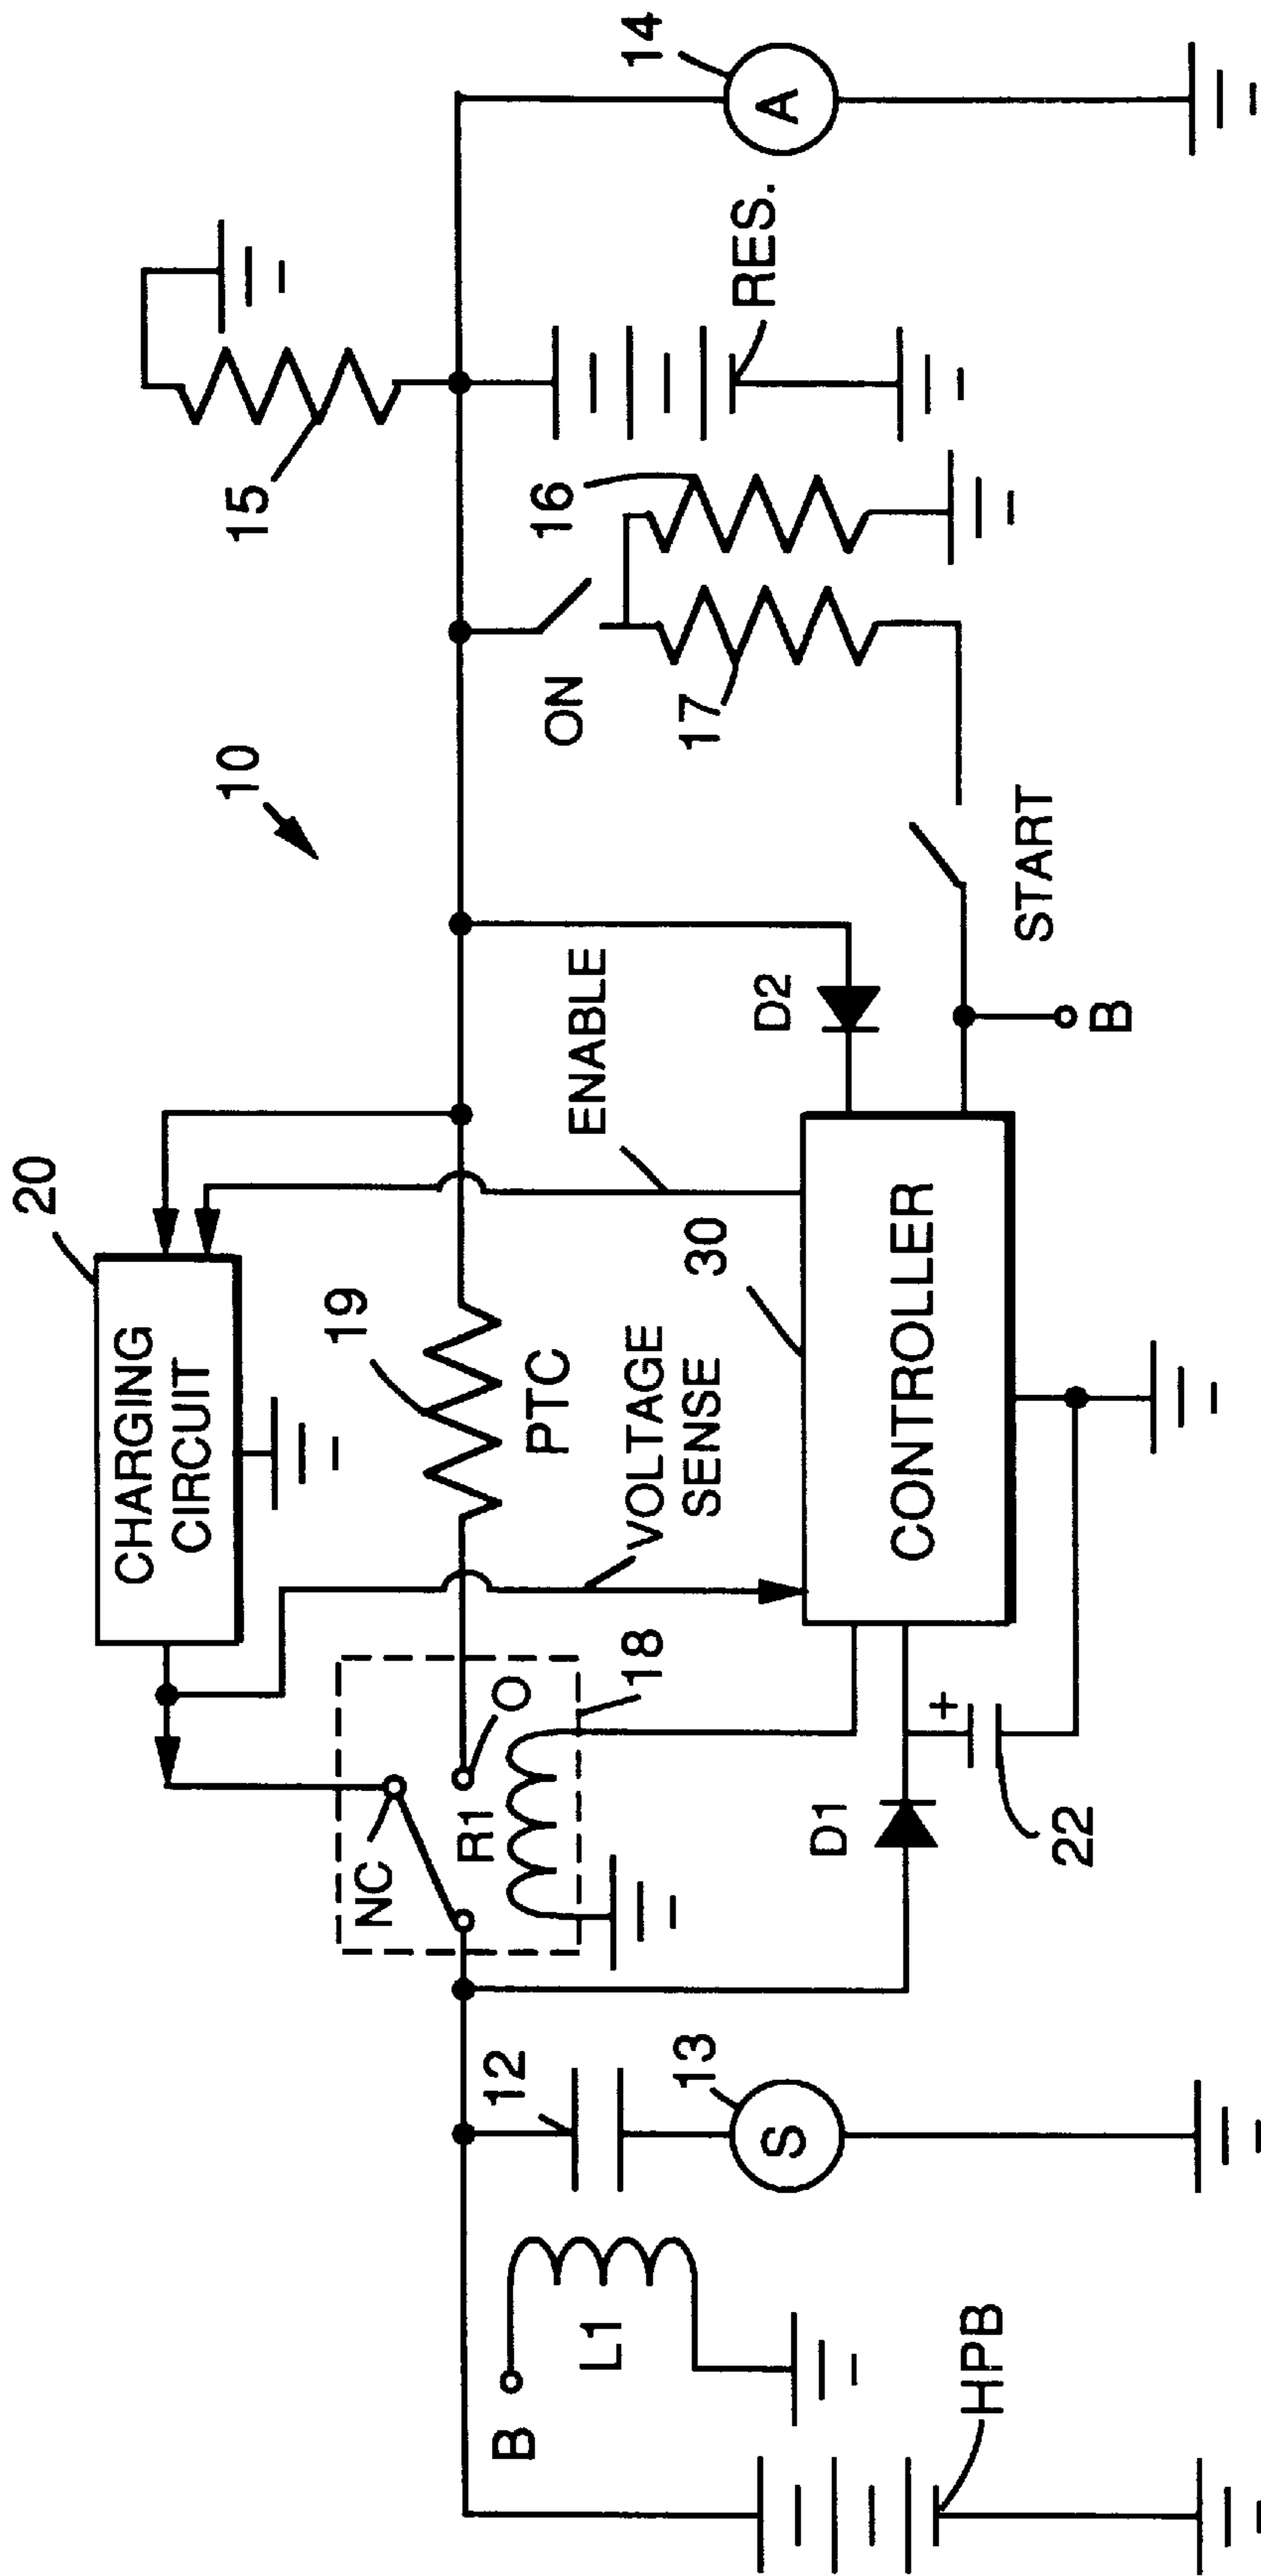 10
20
CHARGING
CIRCUIT
15
14
A
RES.
16
ON
17
START
B
D2
ENABLE
19
PTC
VOLTAGE
SENSE
30
CONTROLLER
18
O
NC
R1
D1
+
22
12
13
S
B
L1
HPB